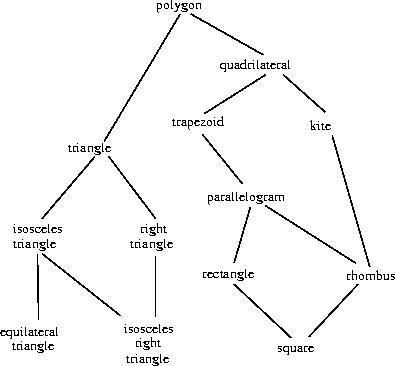 polygon
quadrilateral
trapezoid
kite
triangle
parallelogram
isosceles
triangle
right
triangle
rectangle
rhombus
equilateral
triangle
isosceles
right
triangle
square